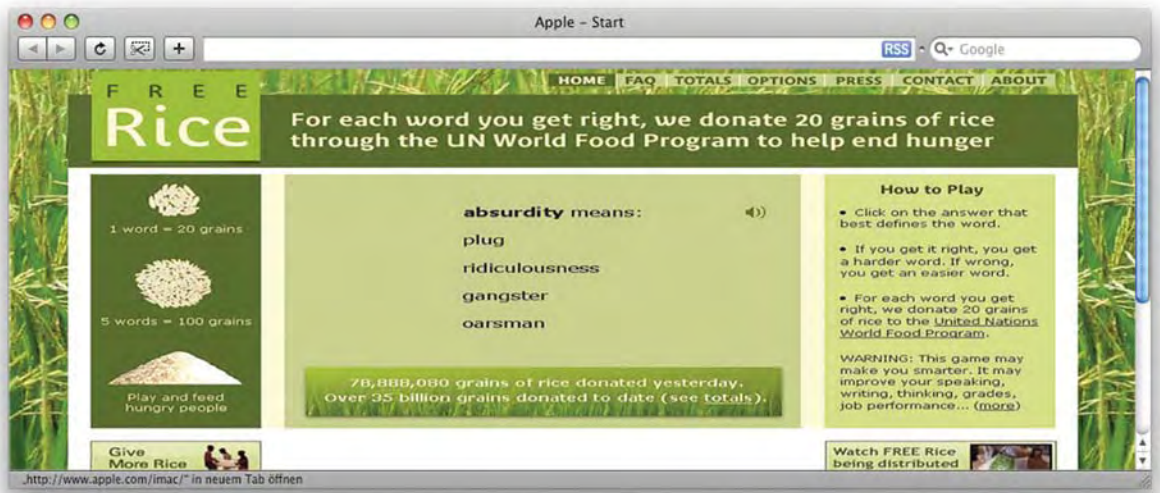 Apple – Start
RSS
Google
HOME FAQ TOTALS OPTIONS PRESS CONTACT ABOUT
FREE
Rice
For each word you get right, we donate 20 grains of rice
through the UN World Food Program to help end hunger
1 word = 20 grains
5 words = 100 grains
Play and feed
hungry people
absurdity means:
plug
ridiculousness
gangster
oarsman
78,888,080 grains of rice donated yesterday.
Over 35 billion grains donated to date (see totals).
How to Play
• Click on the answer that
best defines the word.
• If you get it right, you get
a harder word. If wrong,
you get an easier word.
• For each word you get
right, we donate 20 grains
of rice to the United Nations
World Food Program.
WARNING: This game may
make you smarter. It may
improve your speaking,
writing, thinking, grades,
job performance... (more)
Give
More Rice
Watch FREE Rice
being distributed
„http://www.apple.com/imac/“ in neuem Tab öffnen